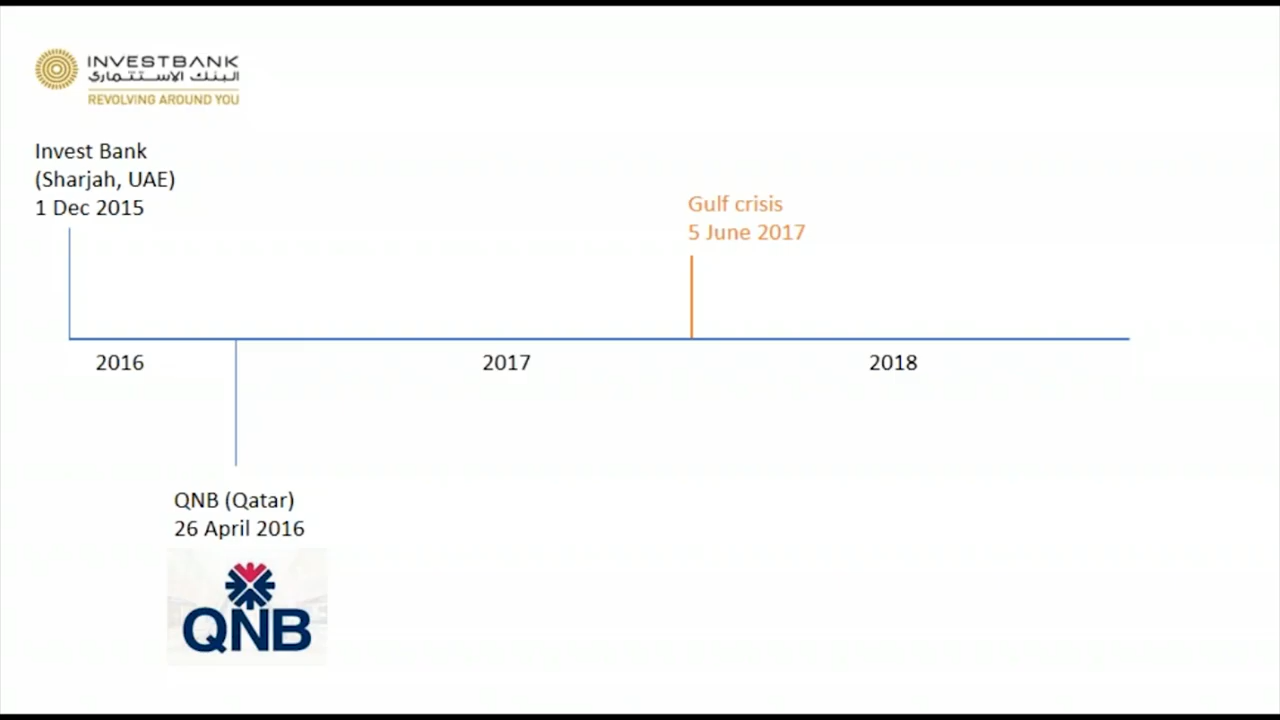 INVESTBANK
البنك الاستثماري
REVOLVING AROUND YOU
Invest Bank
(Sharjah, UAE)
1 Dec 2015
Gulf crisis
5 June 2017
2016
2017
2018
QNB (Qatar)
26 April 2016
QNB